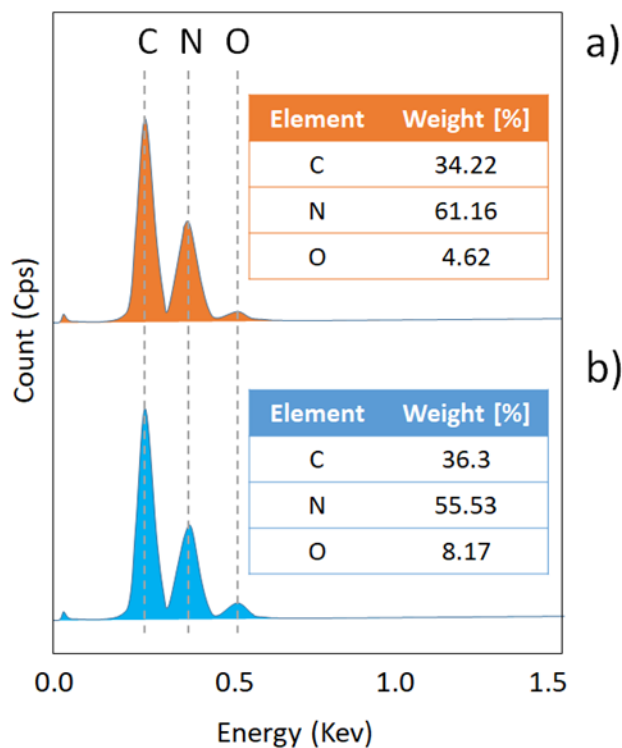 C N O
a)
Element Weight [%]
C 34.22
N 61.16
O 4.62
Count (Cps)
b)
Element Weight [%]
C 36.3
N 55.53
O 8.17
0.0 0.5 1.0 1.5
Energy (Kev)